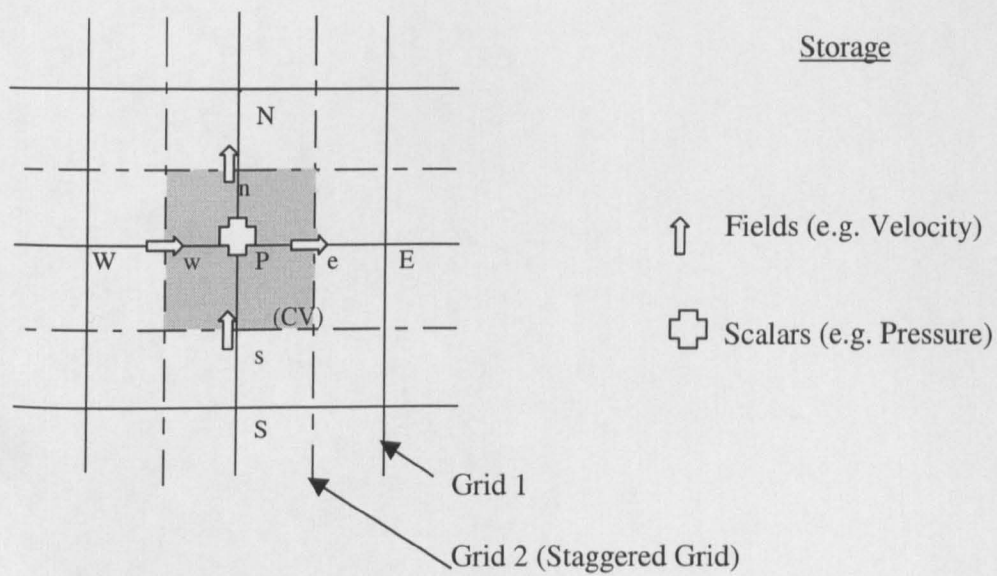 Storage
N
n
Fields (e.g. Velocity)
W w P e E
(CV)
Scalars (e.g. Pressure)
s
S
Grid 1
Grid 2 (Staggered Grid)